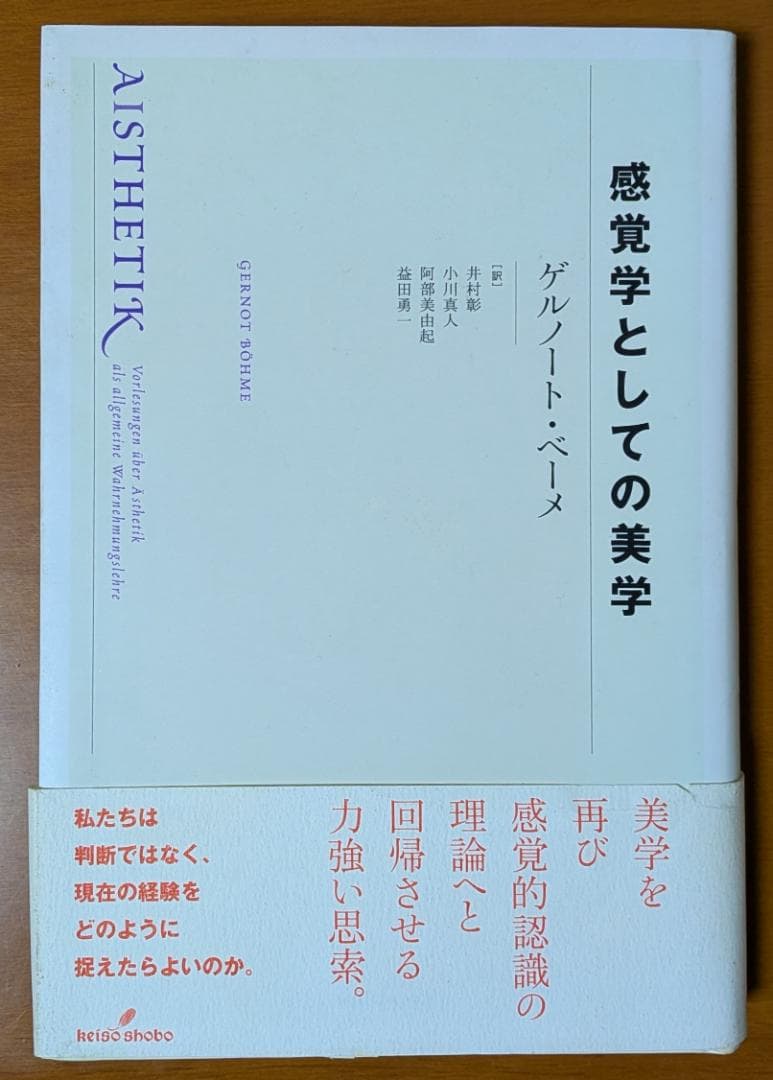 感覚学としての美学
ゲルノート・ベーメ
[訳]
井村彰
小川真人
阿部美由起
益田勇一
GERNOT BÖHME
AISTHETIK
Vorlesungen über Ästhetik
als allgemeine Wahrnehmungslehre
美学を
再び
感覚的認識の
理論へと
回帰させる
力強い思索。
私たちは
判断ではなく、
現在の経験を
どのように
捉えたらよいのか。
keiso shobo